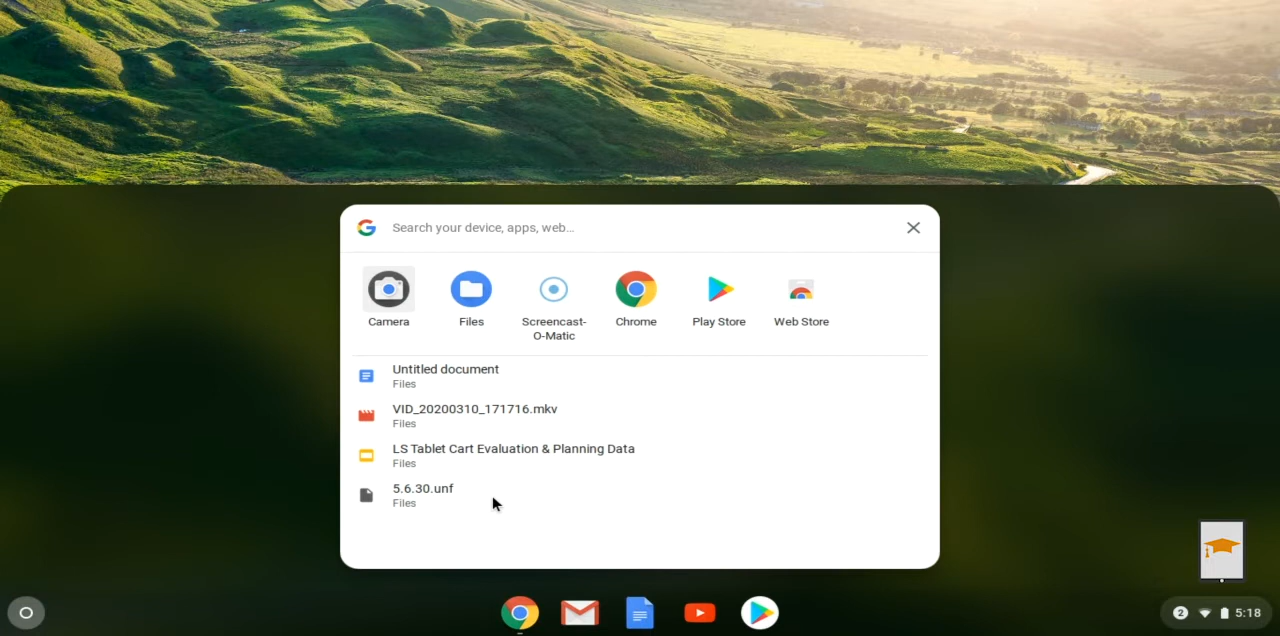 Search your device, apps, web...
Camera
Files
Screencast-
O-Matic
Chrome
Play Store
Web Store
Untitled document
Files
VID_20200310_171716.mkv
Files
LS Tablet Cart Evaluation & Planning Data
Files
5.6.30.unf
Files
2
5:18